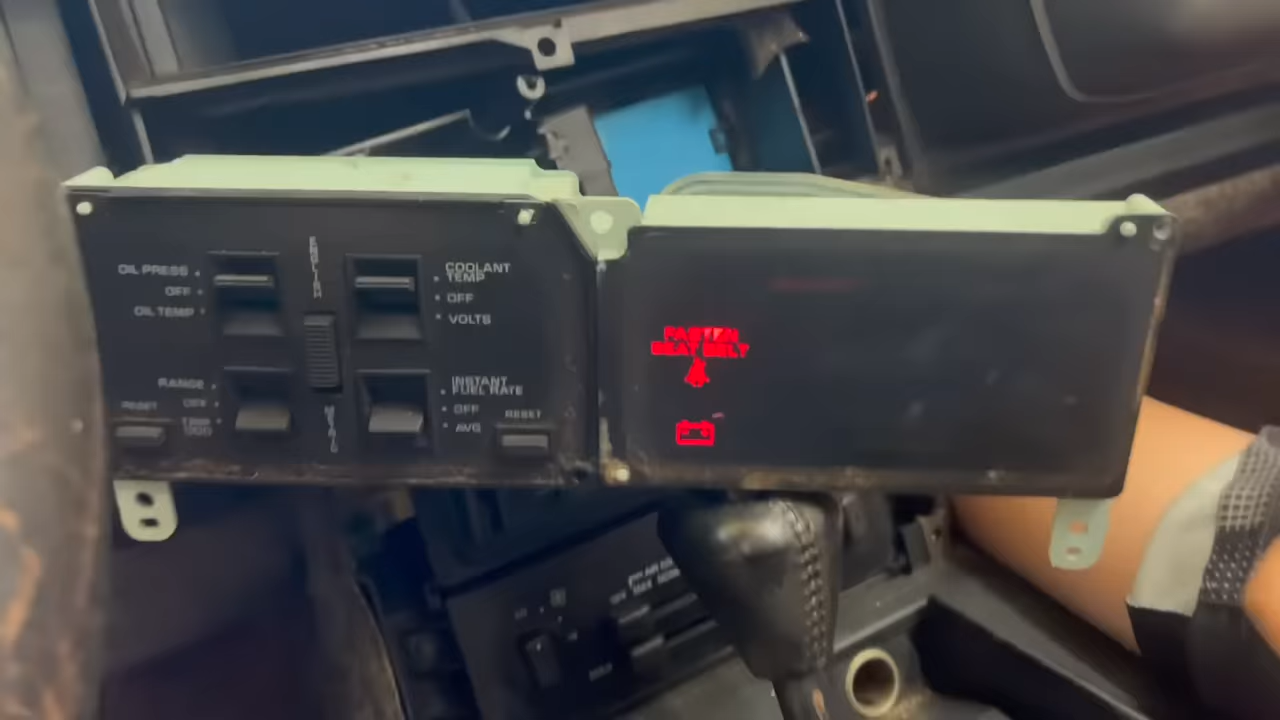 OIL PRESS
OFF
OIL TEMP
ENGLISH
METRIC
COOLANT
TEMP
OFF
VOLTS
RANGE
OFF
TRIP
ODO
RESET
INSTANT
FUEL RATE
OFF
AVG
RESET
FASTEN
SEAT BELT